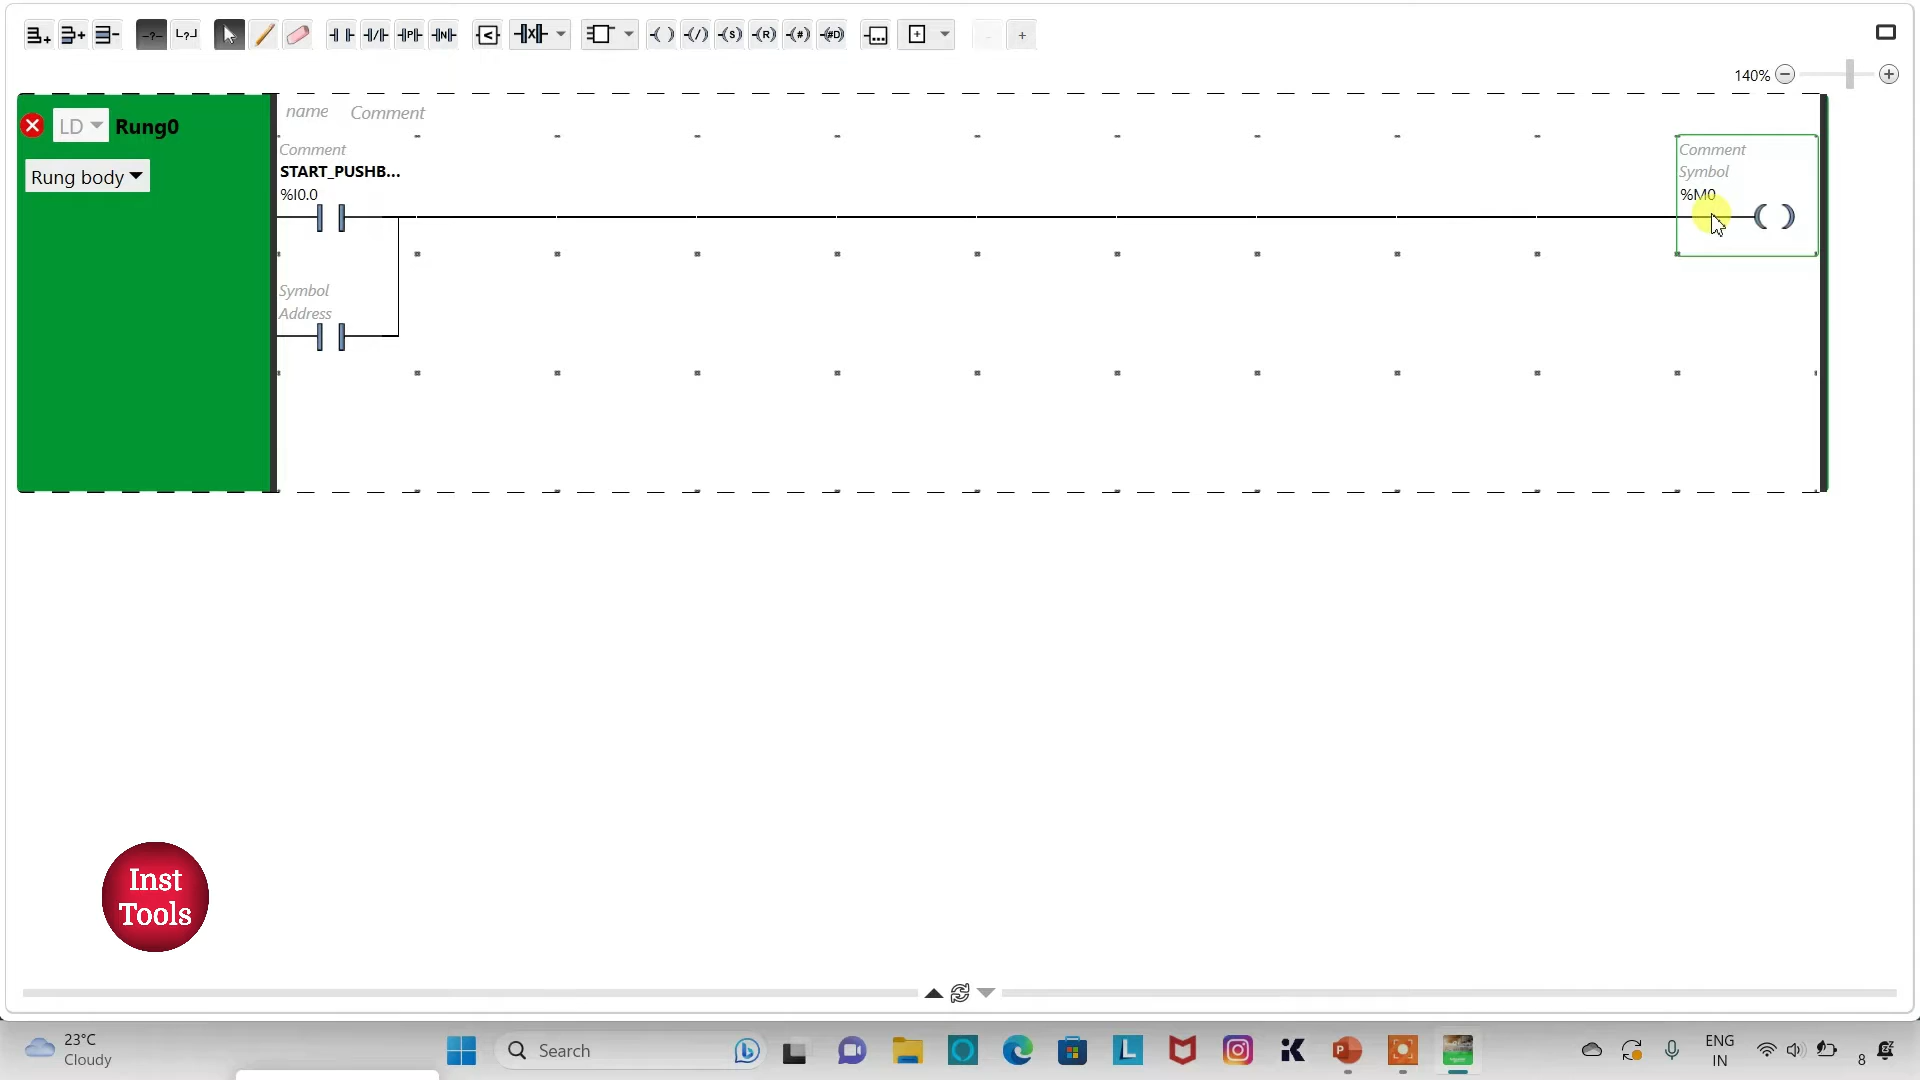 140%
LD Rung0
name Comment
Rung body
Comment
START_PUSHB...
%I0.0
Comment
Symbol
%M0
Symbol
Address
Inst
Tools
23°C
Cloudy
Search
ENG
IN
8